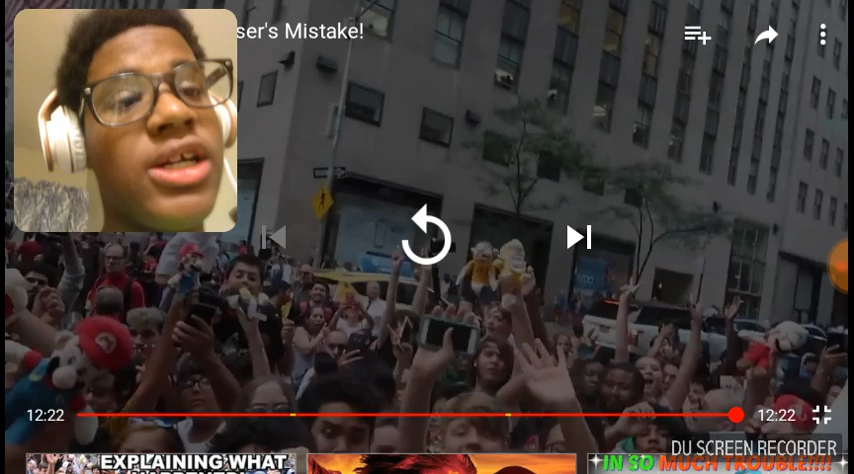 ser's Mistake!
12:22
12:22
DU SCREEN RECORDER
EXPLAINING WHAT
IN SO MUCH TROUBLE!!!!